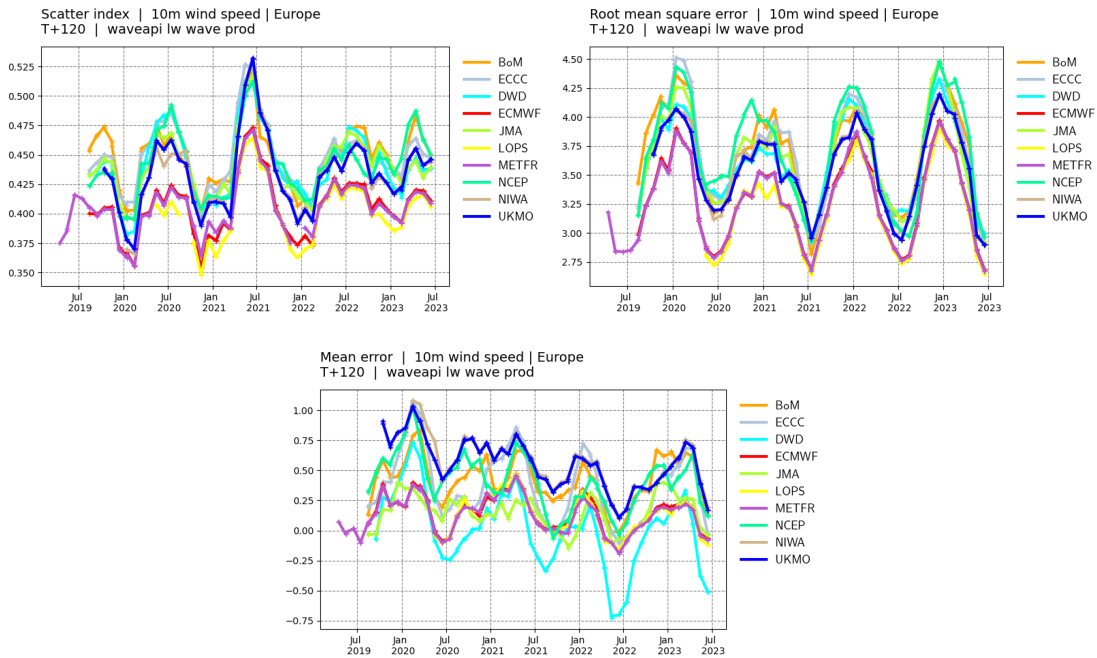 Scatter index | 10m wind speed | Europe
T+120 | waveapi lw wave prod
0.525
0.500
0.475
0.450
0.425
0.400
0.375
0.350
Jul Jan Jul Jan Jul Jan Jul Jan Jul
2019 2020 2020 2021 2021 2022 2022 2023 2023
BoM
ECCC
DWD
ECMWF
JMA
LOPS
METFR
NCEP
NIWA
UKMO
Root mean square error | 10m wind speed | Europe
T+120 | waveapi lw wave prod
4.50
4.25
4.00
3.75
3.50
3.25
3.00
2.75
Jul Jan Jul Jan Jul Jan Jul Jan Jul
2019 2020 2020 2021 2021 2022 2022 2023 2023
BoM
ECCC
DWD
ECMWF
JMA
LOPS
METFR
NCEP
NIWA
UKMO
Mean error | 10m wind speed | Europe
T+120 | waveapi lw wave prod
1.00
0.75
0.50
0.25
0.00
−0.25
−0.50
−0.75
Jul Jan Jul Jan Jul Jan Jul Jan Jul
2019 2020 2020 2021 2021 2022 2022 2023 2023
BoM
ECCC
DWD
ECMWF
JMA
LOPS
METFR
NCEP
NIWA
UKMO